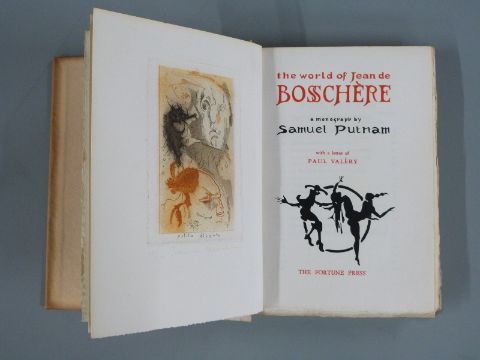 the world of Jean de
BOSSCHÈRE
a monograph by
Samuel Putnam
with a letter of
PAUL VALÉRY
THE FORTUNE PRESS